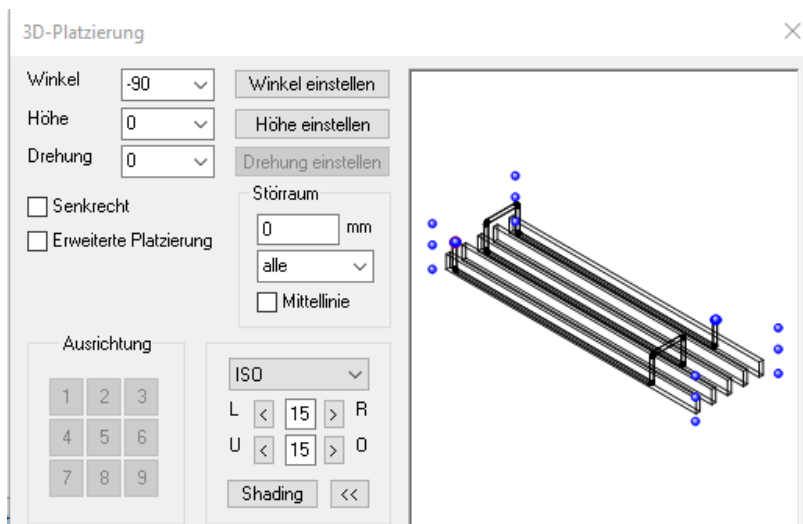 3D-Platzierung
Winkel -90 Winkel einstellen
Höhe 0 Höhe einstellen
Drehung 0 Drehung einstellen
Senkrecht
Erweiterte Platzierung
Störraum
0 mm
alle
Mittellinie
Ausrichtung
1 2 3
4 5 6
7 8 9
ISO
L < 15 > R
U < 15 > O
Shading <<